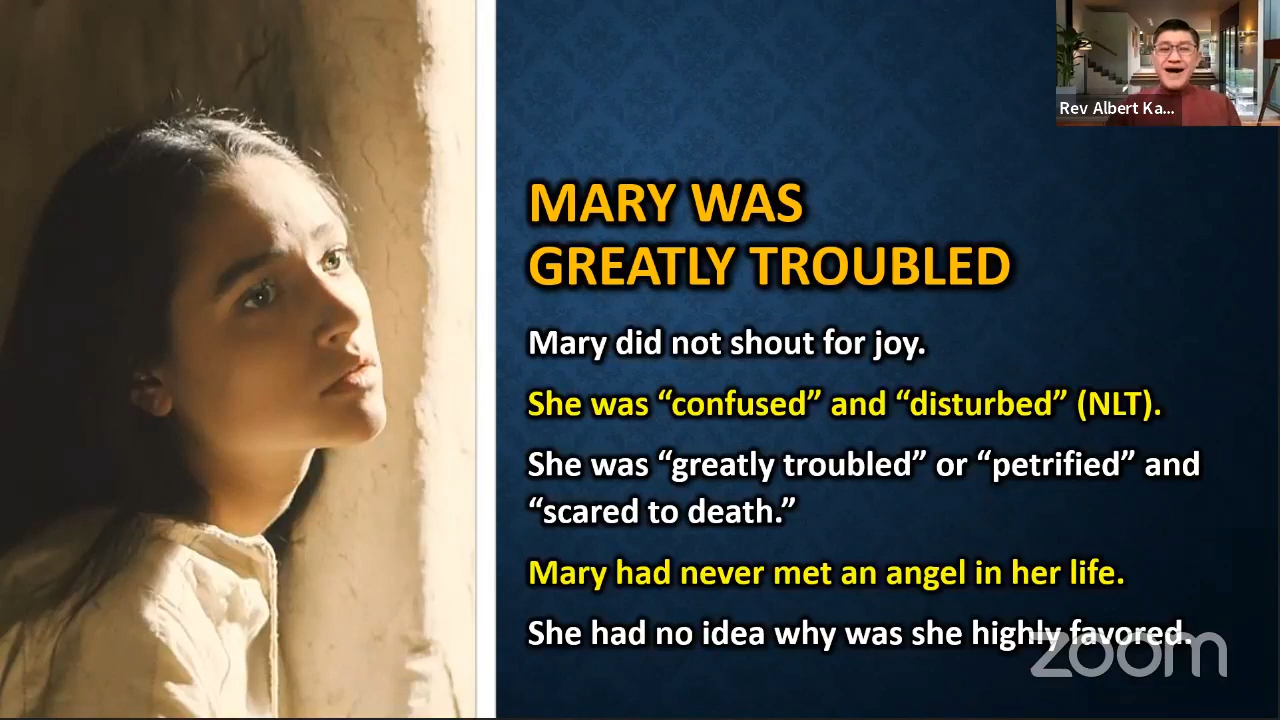 Rev Albert Ka...
MARY WAS
GREATLY TROUBLED
Mary did not shout for joy.
She was “confused” and “disturbed” (NLT).
She was “greatly troubled” or “petrified” and
“scared to death.”
Mary had never met an angel in her life.
She had no idea why was she highly favored.
zoom